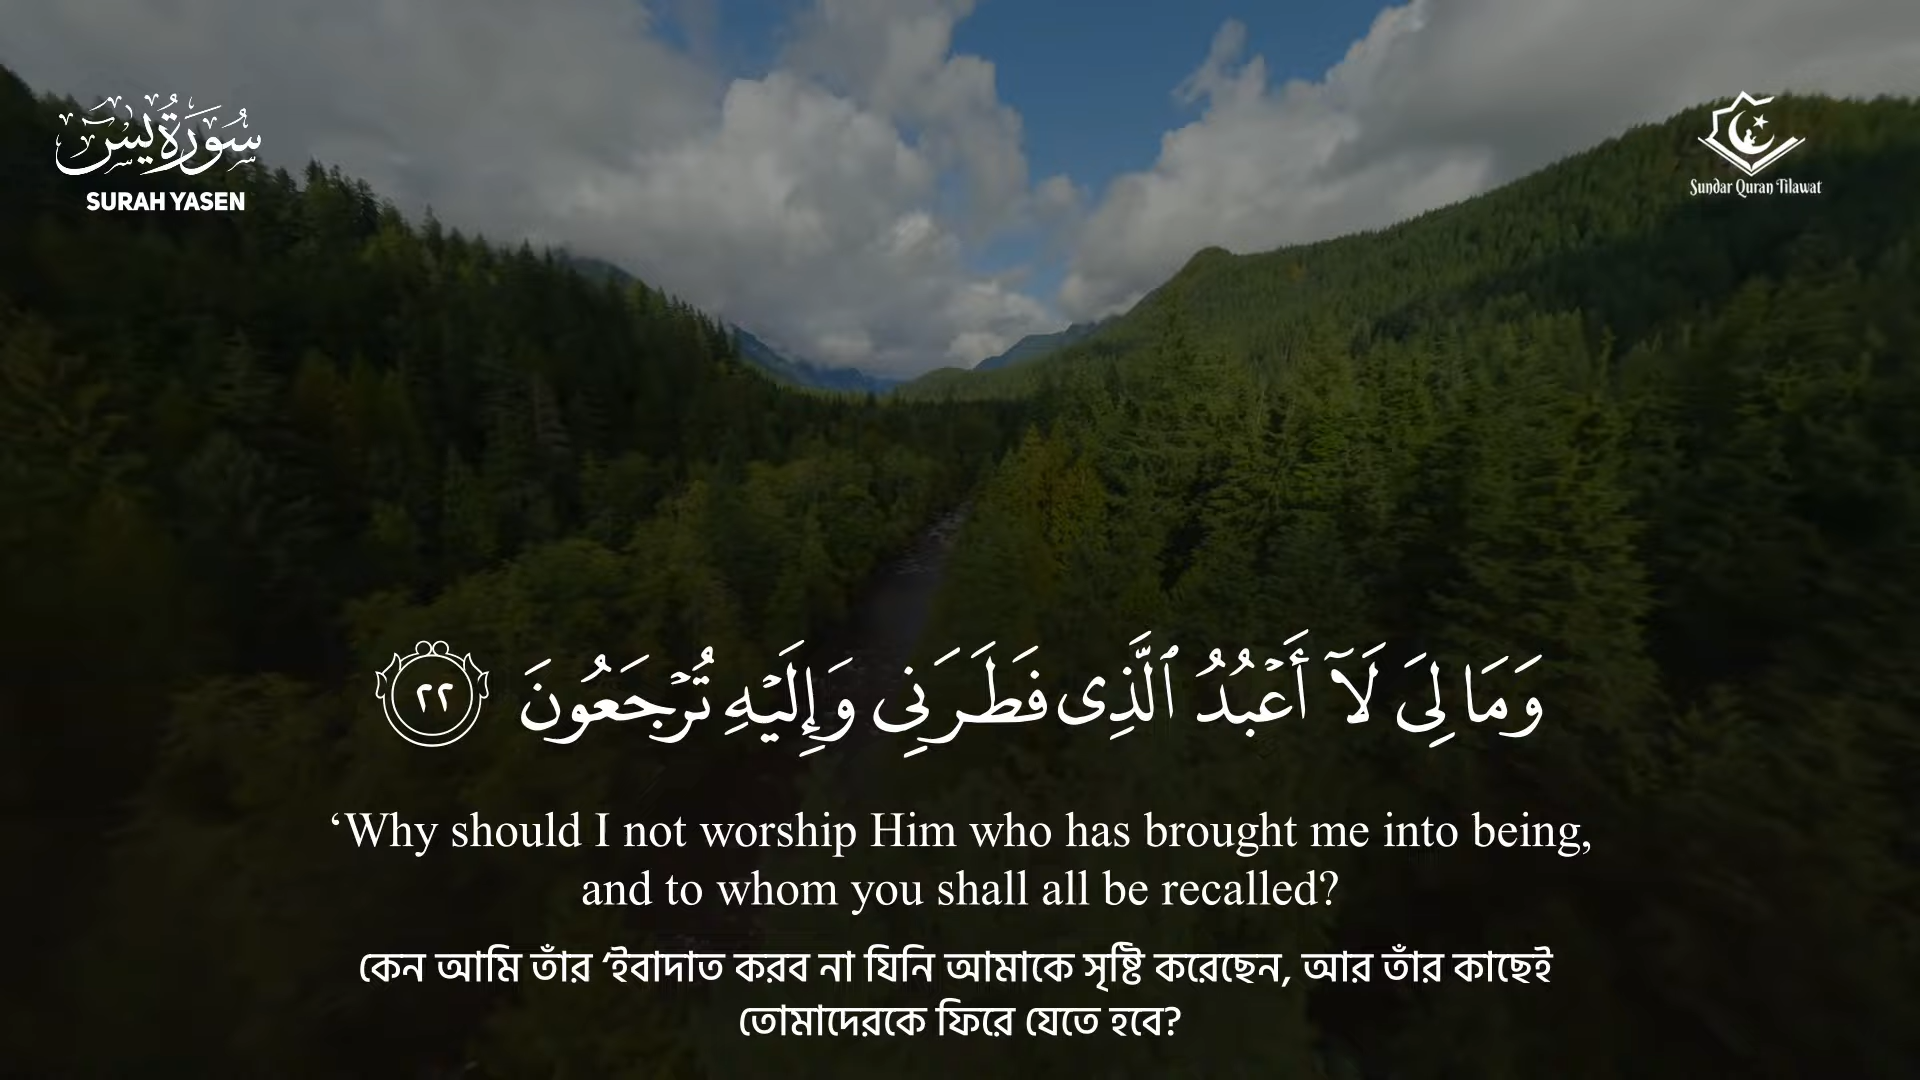 سُورَةُ يس
SURAH YASEN
Sundar Quran Tilawat
وَمَا لِىَ لَآ أَعۡبُدُ ٱلَّذِى فَطَرَنِى وَإِلَيۡهِ تُرۡجَعُونَ ٢٢
‘Why should I not worship Him who has brought me into being,
and to whom you shall all be recalled?
কেন আমি তাঁর ‘ইবাদাত করব না যিনি আমাকে সৃষ্টি করেছেন, আর তাঁর কাছেই
তোমাদেরকে ফিরে যেতে হবে?